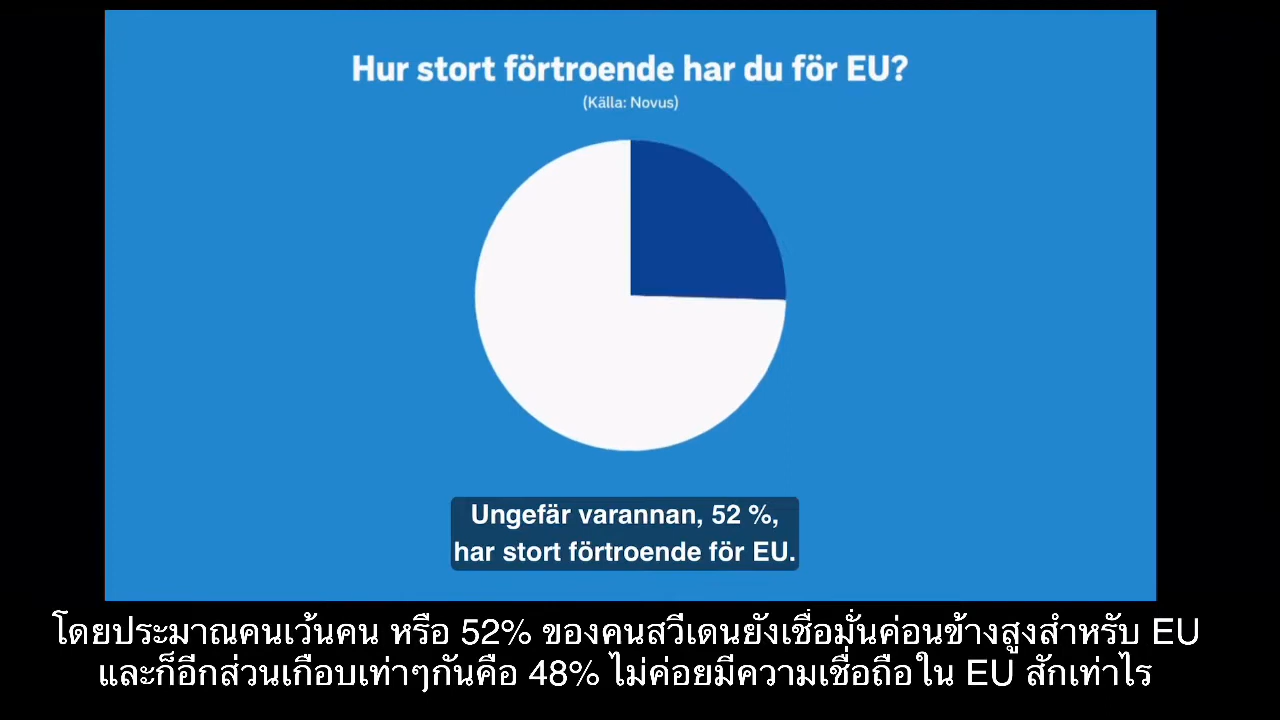 Hur stort förtroende har du för EU?
(Källa: Novus)
Ungefär varannan, 52 %,
har stort förtroende för EU.
โดยประมาณคนเว้นคน หรือ 52% ของคนสวีเดนยังเชื่อมั่นค่อนข้างสูงสำหรับ EU
และก็อีกส่วนเกือบเท่าๆกันคือ 48% ไม่ค่อยมีความเชื่อถือใน EU สักเท่าไร